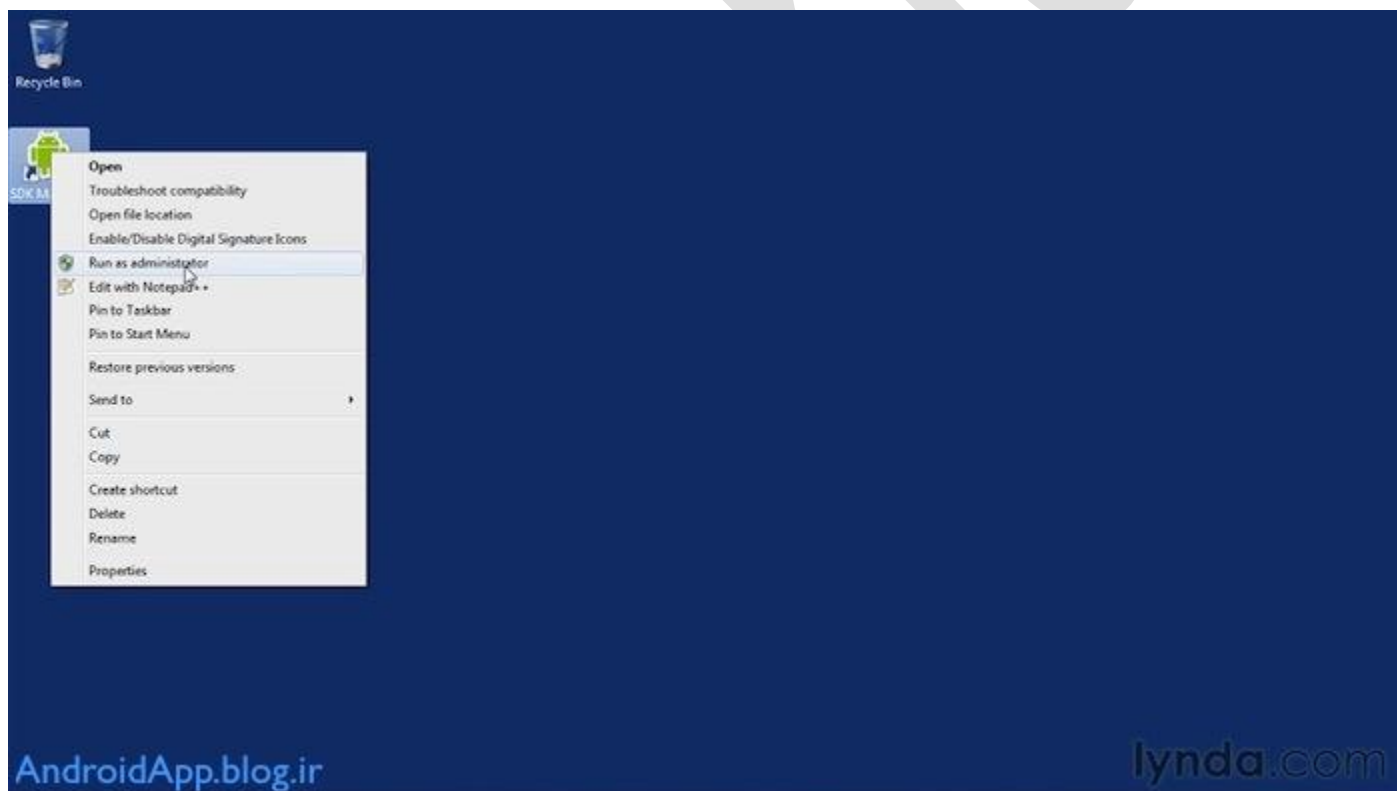 Recycle Bin
SDK M
Open
Troubleshoot compatibility
Open file location
Enable/Disable Digital Signature Icons
Run as administrator
Edit with Notepad++
Pin to Taskbar
Pin to Start Menu
Restore previous versions
Send to
Cut
Copy
Create shortcut
Delete
Rename
Properties
AndroidApp.blog.ir
lynda.com